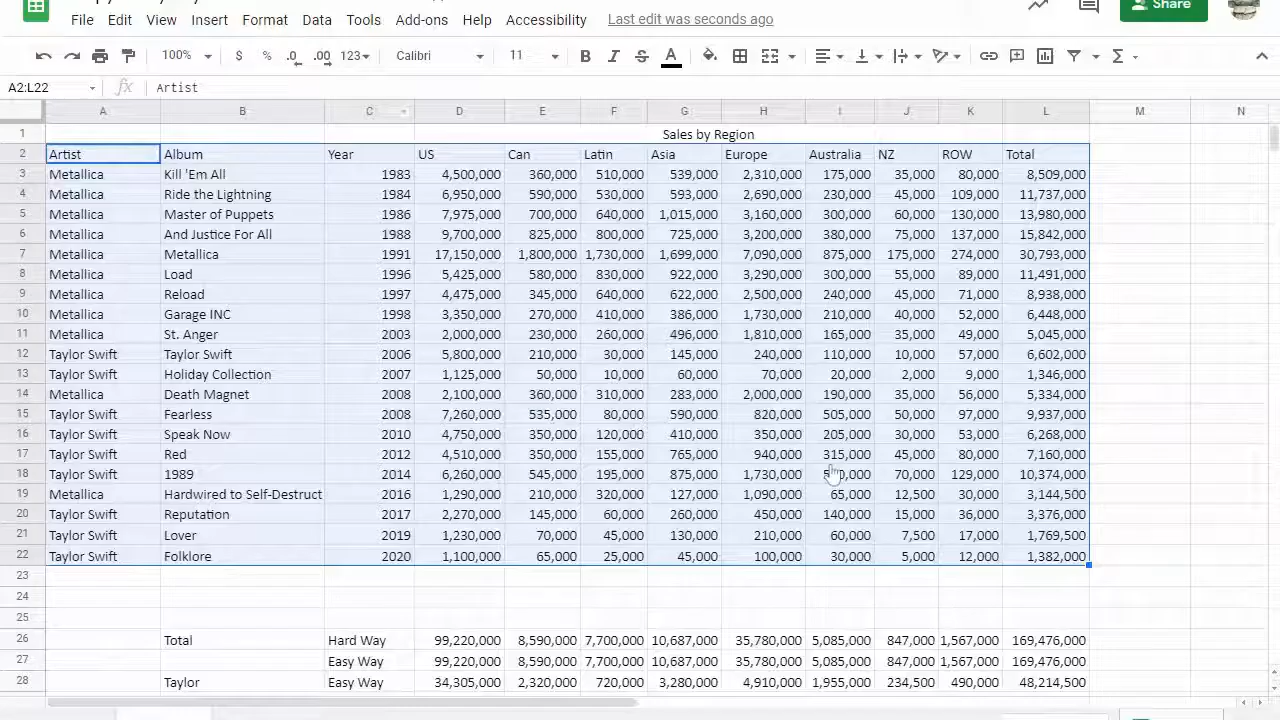 File Edit View Insert Format Data Tools Add-ons Help Accessibility Last edit was seconds ago Share
100% $ % .0 .00 123 Calibri 11 B I S A Σ
A2:L22 fx Artist
A B C D E F G H I J K L M N
1 Sales by Region
2 Artist Album Year US Can Latin Asia Europe Australia NZ ROW Total
3 Metallica Kill 'Em All 1983 4,500,000 360,000 510,000 539,000 2,310,000 175,000 35,000 80,000 8,509,000
4 Metallica Ride the Lightning 1984 6,950,000 590,000 530,000 593,000 2,690,000 230,000 45,000 109,000 11,737,000
5 Metallica Master of Puppets 1986 7,975,000 700,000 640,000 1,015,000 3,160,000 300,000 60,000 130,000 13,980,000
6 Metallica And Justice For All 1988 9,700,000 825,000 800,000 725,000 3,200,000 380,000 75,000 137,000 15,842,000
7 Metallica Metallica 1991 17,150,000 1,800,000 1,730,000 1,699,000 7,090,000 875,000 175,000 274,000 30,793,000
8 Metallica Load 1996 5,425,000 580,000 830,000 922,000 3,290,000 300,000 55,000 89,000 11,491,000
9 Metallica Reload 1997 4,475,000 345,000 640,000 622,000 2,500,000 240,000 45,000 71,000 8,938,000
10 Metallica Garage INC 1998 3,350,000 270,000 410,000 386,000 1,730,000 210,000 40,000 52,000 6,448,000
11 Metallica St. Anger 2003 2,000,000 230,000 260,000 496,000 1,810,000 165,000 35,000 49,000 5,045,000
12 Taylor Swift Taylor Swift 2006 5,800,000 210,000 30,000 145,000 240,000 110,000 10,000 57,000 6,602,000
13 Taylor Swift Holiday Collection 2007 1,125,000 50,000 10,000 60,000 70,000 20,000 2,000 9,000 1,346,000
14 Metallica Death Magnet 2008 2,100,000 360,000 310,000 283,000 2,000,000 190,000 35,000 56,000 5,334,000
15 Taylor Swift Fearless 2008 7,260,000 535,000 80,000 590,000 820,000 505,000 50,000 97,000 9,937,000
16 Taylor Swift Speak Now 2010 4,750,000 350,000 120,000 410,000 350,000 205,000 30,000 53,000 6,268,000
17 Taylor Swift Red 2012 4,510,000 350,000 155,000 765,000 940,000 315,000 45,000 80,000 7,160,000
18 Taylor Swift 1989 2014 6,260,000 545,000 195,000 875,000 1,730,000 70,000 129,000 10,374,000
19 Metallica Hardwired to Self-Destruct 2016 1,290,000 210,000 320,000 127,000 1,090,000 65,000 12,500 30,000 3,144,500
20 Taylor Swift Reputation 2017 2,270,000 145,000 60,000 260,000 450,000 140,000 15,000 36,000 3,376,000
21 Taylor Swift Lover 2019 1,230,000 70,000 45,000 130,000 210,000 60,000 7,500 17,000 1,769,500
22 Taylor Swift Folklore 2020 1,100,000 65,000 25,000 45,000 100,000 30,000 5,000 12,000 1,382,000
23
24
25
26 Total Hard Way 99,220,000 8,590,000 7,700,000 10,687,000 35,780,000 5,085,000 847,000 1,567,000 169,476,000
27 Easy Way 99,220,000 8,590,000 7,700,000 10,687,000 35,780,000 5,085,000 847,000 1,567,000 169,476,000
28 Taylor Easy Way 34,305,000 2,320,000 720,000 3,280,000 4,910,000 1,955,000 234,500 490,000 48,214,500